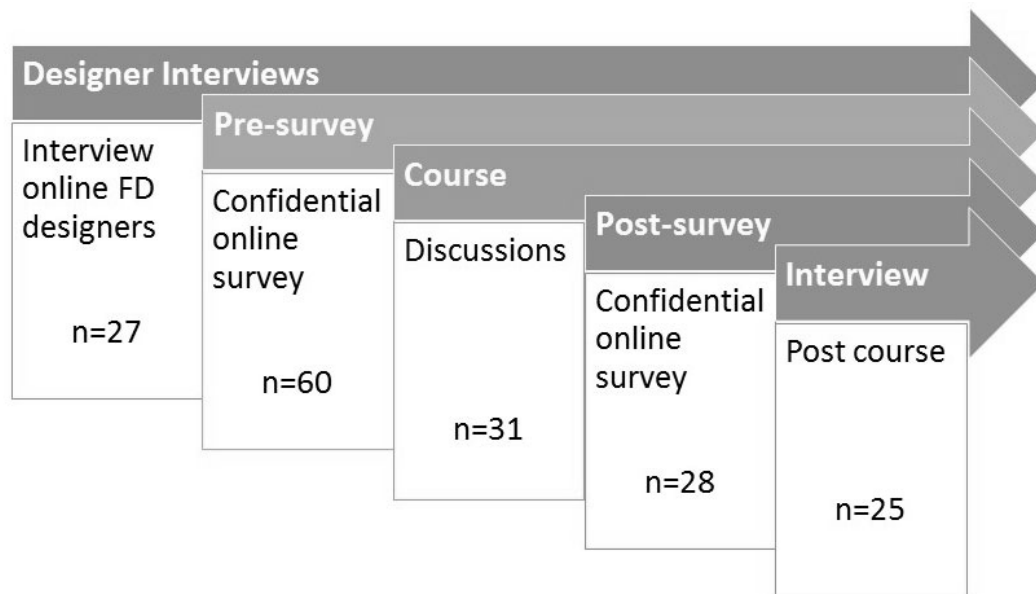 Designer Interviews
Interview
online FD
designers
n=27
Pre-survey
Confidential
online
survey
n=60
Course
Discussions
n=31
Post-survey
Confidential
online
survey
n=28
Interview
Post course
n=25